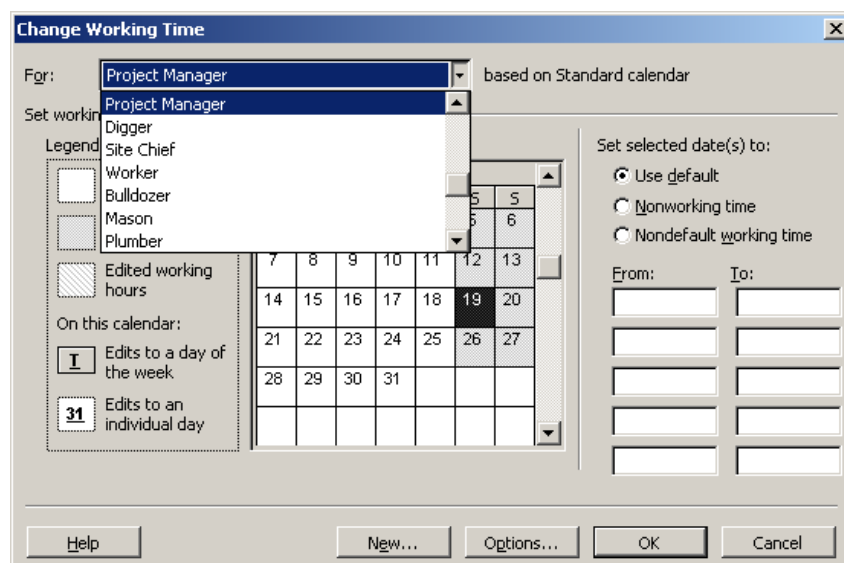 Change Working Time
For: Project Manager based on Standard calendar
Project Manager
Digger
Site Chief
Worker
Bulldozer
Mason
Plumber
Set workin
Legend
Edited working
hours
On this calendar:
T Edits to a day of
the week
31 Edits to an
individual day
S S
5 6
7 8 9 10 11 12 13
14 15 16 17 18 19 20
21 22 23 24 25 26 27
28 29 30 31
Set selected date(s) to:
Use default
Nonworking time
Nondefault working time
From: To:
Help New... Options... OK Cancel